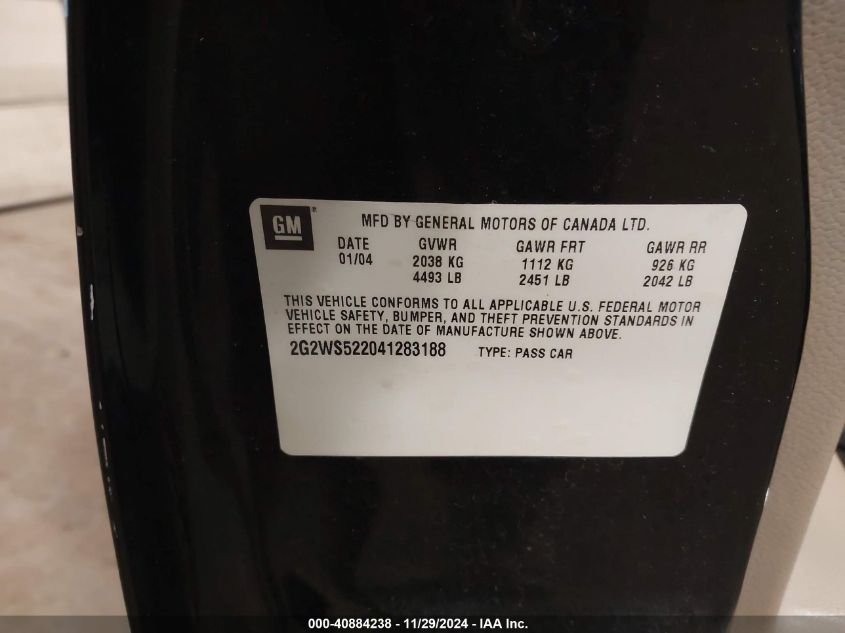 GM ®
MFD BY GENERAL MOTORS OF CANADA LTD.
DATE GVWR GAWR FRT GAWR RR
01/04 2038 KG 1112 KG 926 KG
4493 LB 2451 LB 2042 LB
THIS VEHICLE CONFORMS TO ALL APPLICABLE U.S. FEDERAL MOTOR
VEHICLE SAFETY, BUMPER, AND THEFT PREVENTION STANDARDS IN
EFFECT ON THE DATE OF MANUFACTURE SHOWN ABOVE.
2G2WS522041283188 TYPE: PASS CAR
000-40884238 - 11/29/2024 - IAA Inc.